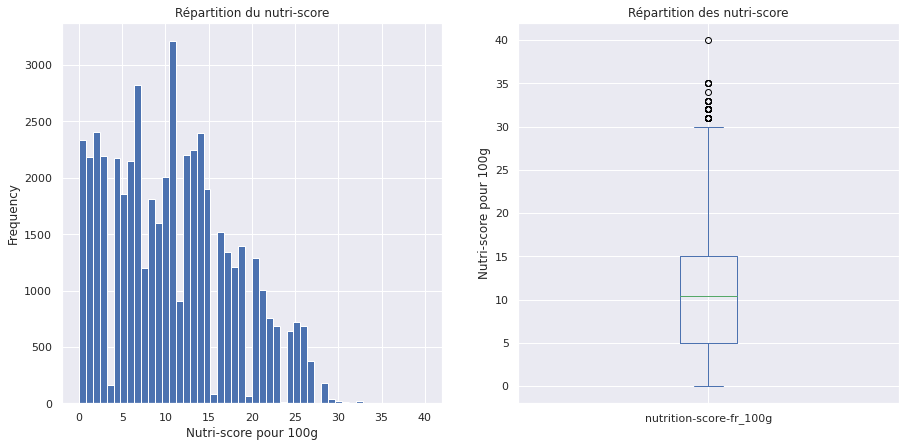 Répartition du nutri-score
3000
2500
2000
1500
1000
500
0
Frequency
0 5 10 15 20 25 30 35 40
Nutri-score pour 100g
Répartition des nutri-score
40
35
30
25
20
15
10
5
0
Nutri-score pour 100g
nutrition-score-fr_100g